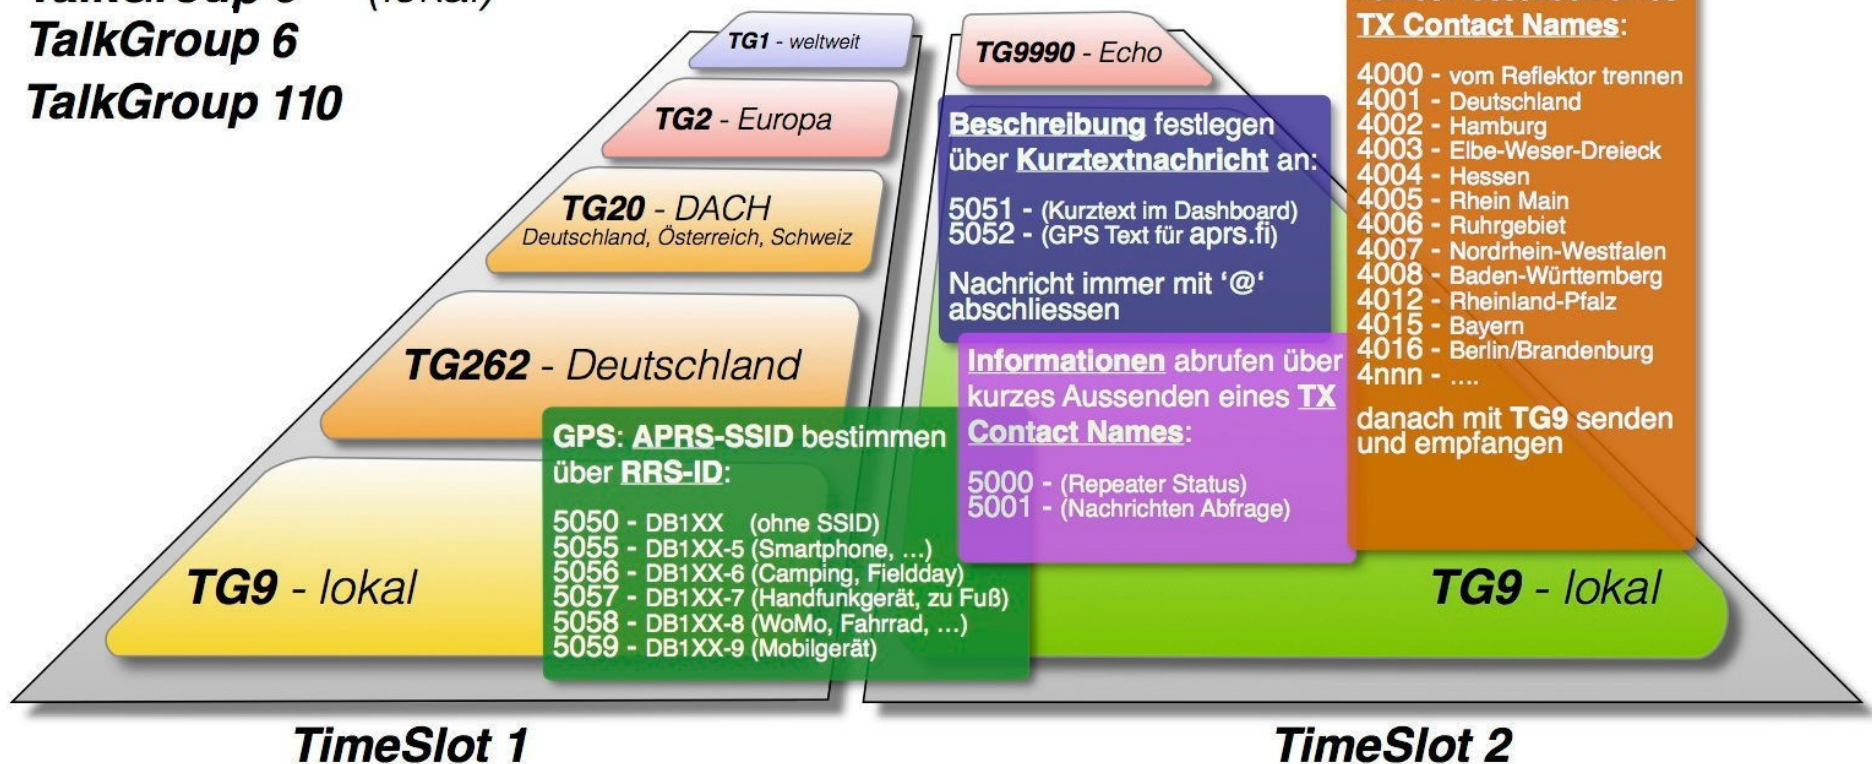 (lokal)
TalkGroup 6
TalkGroup 110
TG1 - weltweit
TG2 - Europa
TG20 - DACH
Deutschland, Österreich, Schweiz
TG262 - Deutschland
TG9 - lokal
GPS: APRS-SSID bestimmen
über RRS-ID:
5050 - DB1XX (ohne SSID)
5055 - DB1XX-5 (Smartphone, ...)
5056 - DB1XX-6 (Camping, Fieldday)
5057 - DB1XX-7 (Handfunkgerät, zu Fuß)
5058 - DB1XX-8 (WoMo, Fahrrad, ...)
5059 - DB1XX-9 (Mobilgerät)
TimeSlot 1
TG9990 - Echo
Beschreibung festlegen
über Kurztextnachricht an:
5051 - (Kurztext im Dashboard)
5052 - (GPS Text für aprs.fi)
Nachricht immer mit ‘@‘
abschliessen
Informationen abrufen über
kurzes Aussenden eines TX
Contact Names:
5000 - (Repeater Status)
5001 - (Nachrichten Abfrage)
TX Contact Names:
4000 - vom Reflektor trennen
4001 - Deutschland
4002 - Hamburg
4003 - Elbe-Weser-Dreieck
4004 - Hessen
4005 - Rhein Main
4006 - Ruhrgebiet
4007 - Nordrhein-Westfalen
4008 - Baden-Württemberg
4012 - Rheinland-Pfalz
4015 - Bayern
4016 - Berlin/Brandenburg
4nnn - ....
danach mit TG9 senden
und empfangen
TG9 - lokal
TimeSlot 2